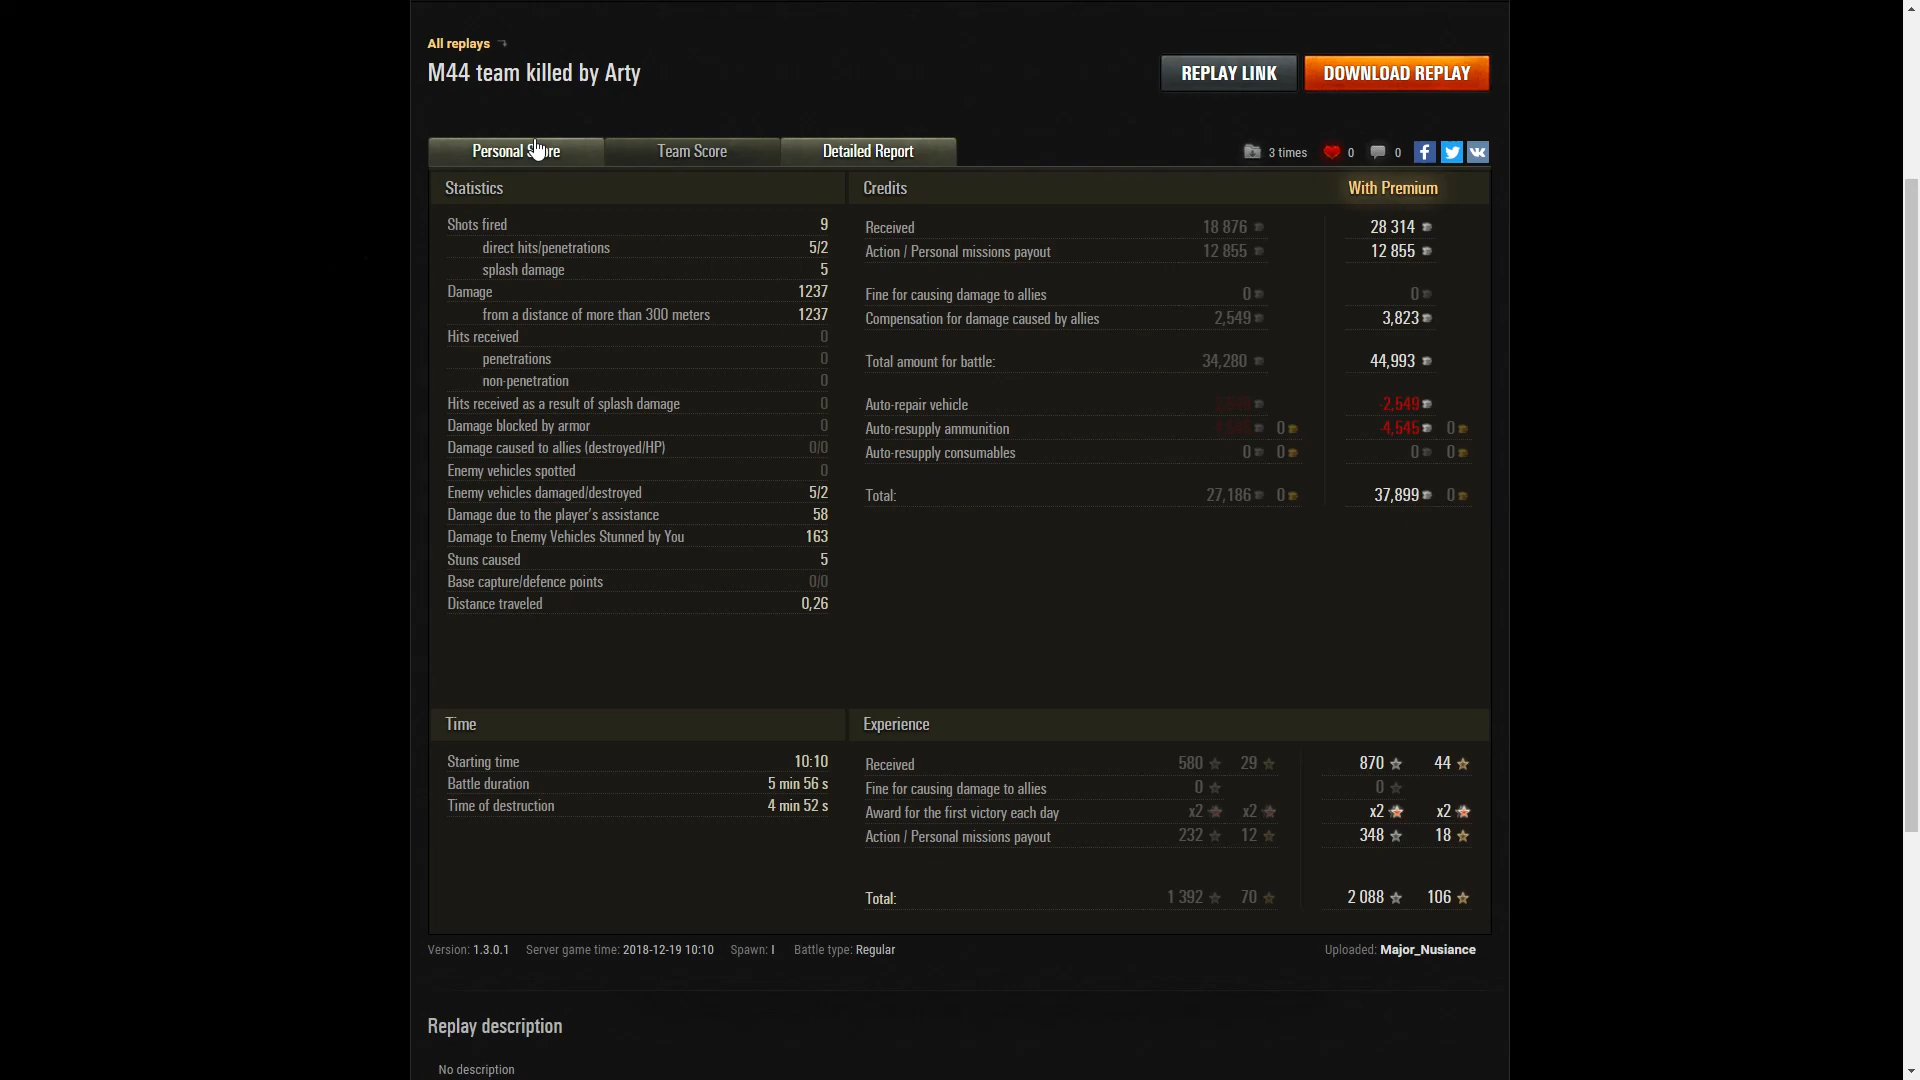 All replays
M44 team killed by Arty
REPLAY LINK
DOWNLOAD REPLAY
Personal Score
Team Score
Detailed Report
3 times
0
0
Statistics
Shots fired 9
direct hits/penetrations 5/2
splash damage 5
Damage 1237
from a distance of more than 300 meters 1237
Hits received 0
penetrations 0
non-penetration 0
Hits received as a result of splash damage 0
Damage blocked by armor 0
Damage caused to allies (destroyed/HP) 0/0
Enemy vehicles spotted 0
Enemy vehicles damaged/destroyed 5/2
Damage due to the player's assistance 58
Damage to Enemy Vehicles Stunned by You 163
Stuns caused 5
Base capture/defence points 0/0
Distance traveled 0,26
Credits With Premium
Received 18 876 28 314
Action / Personal missions payout 12 855 12 855
Fine for causing damage to allies 0 0
Compensation for damage caused by allies 2,549 3,823
Total amount for battle: 34,280 44,993
Auto-repair vehicle -2,549
Auto-resupply ammunition 0 -4,545 0
Auto-resupply consumables 0 0 0 0
Total: 27,186 0 37,899 0
Time
Starting time 10:10
Battle duration 5 min 56 s
Time of destruction 4 min 52 s
Experience
Received 580 29 870 44
Fine for causing damage to allies 0 0
Award for the first victory each day x2 x2 x2 x2
Action / Personal missions payout 232 12 348 18
Total: 1 392 70 2 088 106
Version: 1.3.0.1 Server game time: 2018-12-19 10:10 Spawn: I Battle type: Regular
Uploaded: Major_Nusiance
Replay description
No description